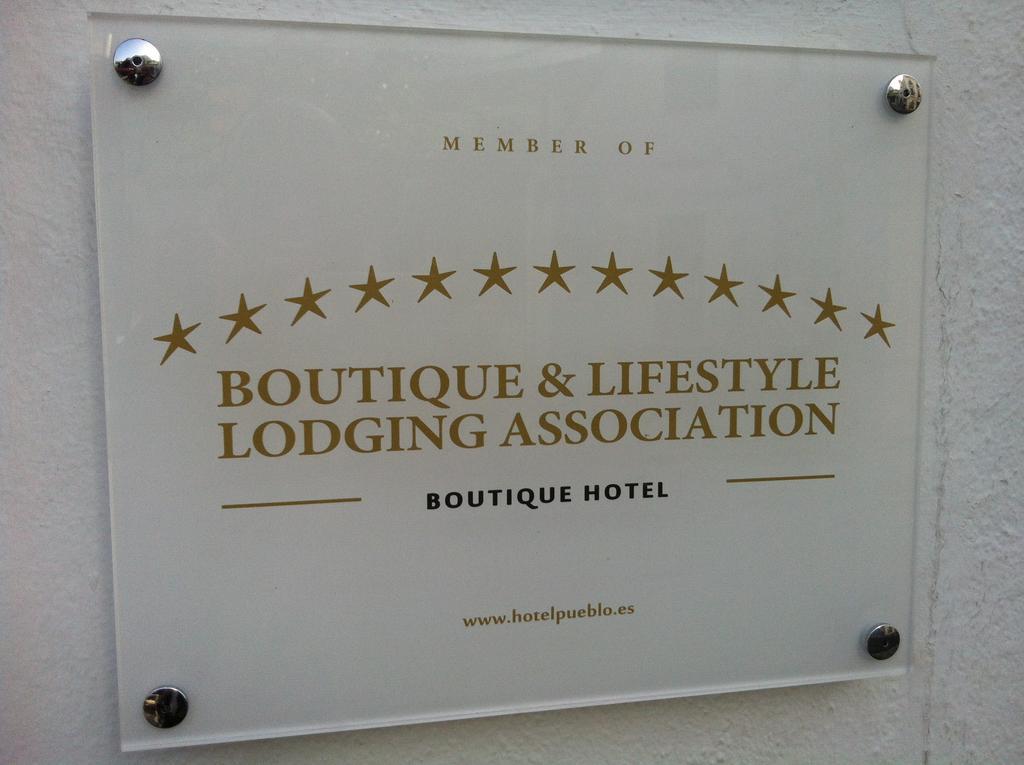 MEMBER OF
BOUTIQUE & LIFESTYLE
LODGING ASSOCIATION
BOUTIQUE HOTEL
www.hotelpueblo.es